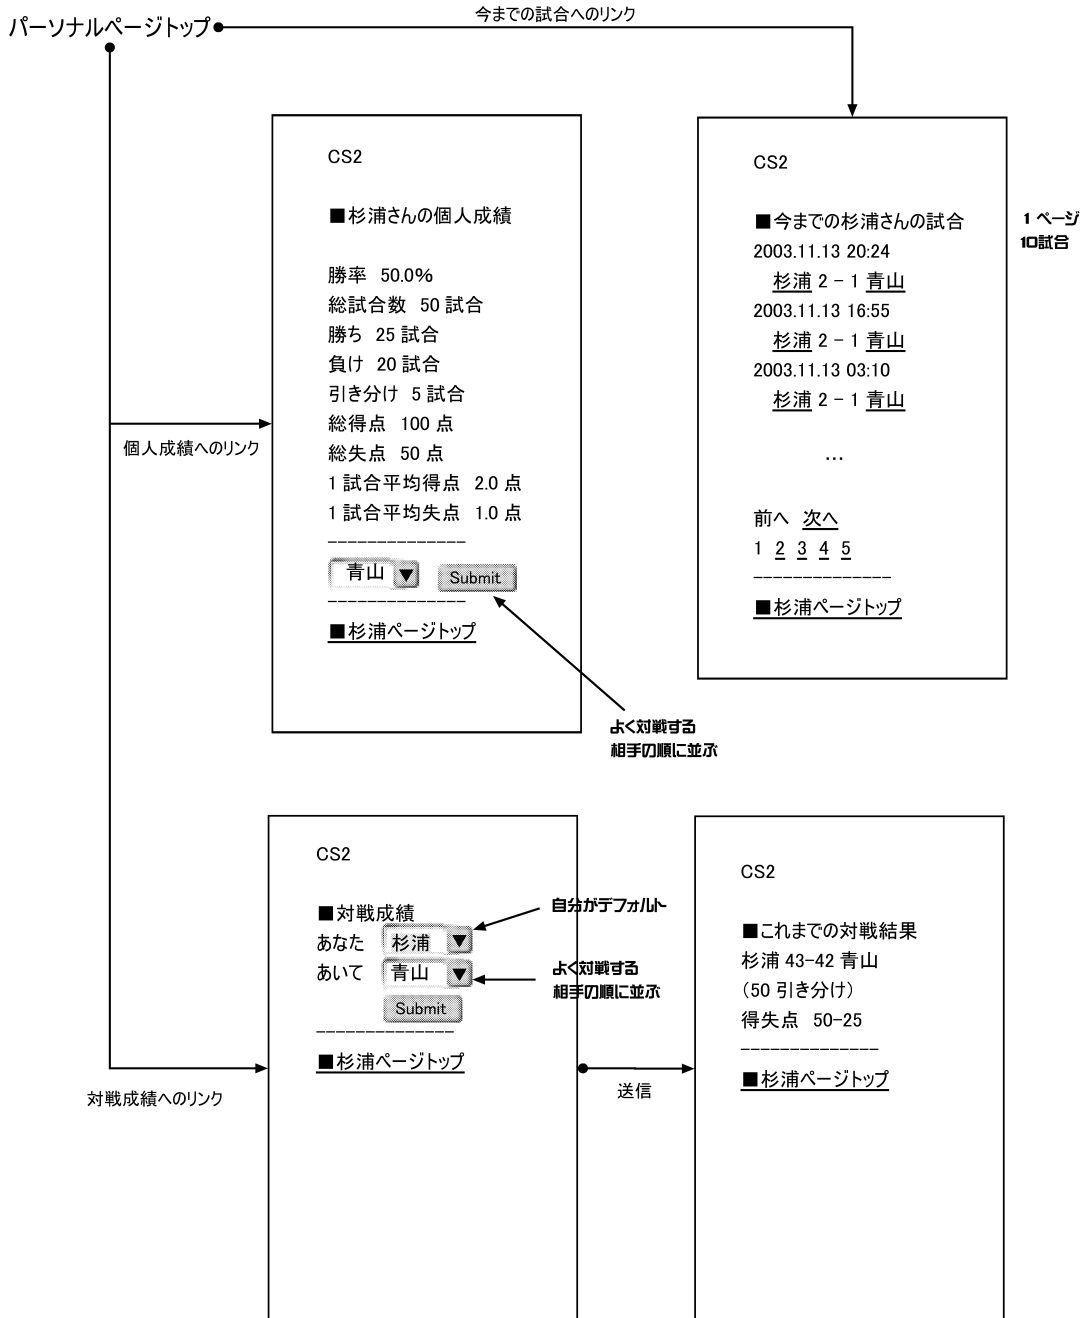 今までの試合へのリンク
パーソナルページトップ
CS2
■杉浦さんの個人成績
勝率 50.0%
総試合数 50 試合
勝ち 25 試合
負け 20 試合
引き分け 5 試合
総得点 100 点
総失点 50 点
1 試合平均得点 2.0 点
1 試合平均失点 1.0 点
--------------
青山 ▼ Submit
--------------
■杉浦ページトップ
個人成績へのリンク
よく対戦する
相手の順に並ぶ
CS2
■今までの杉浦さんの試合
2003.11.13 20:24
杉浦 2 - 1 青山
2003.11.13 16:55
杉浦 2 - 1 青山
2003.11.13 03:10
杉浦 2 - 1 青山
...
前へ 次へ
1 2 3 4 5
--------------
■杉浦ページトップ
1 ページ
10試合
CS2
■対戦成績
あなた 杉浦 ▼
あいて 青山 ▼
Submit
--------------
■杉浦ページトップ
自分がデフォルト
よく対戦する
相手の順に並ぶ
対戦成績へのリンク
送信
CS2
■これまでの対戦結果
杉浦 43-42 青山
(50 引き分け)
得失点 50-25
--------------
■杉浦ページトップ